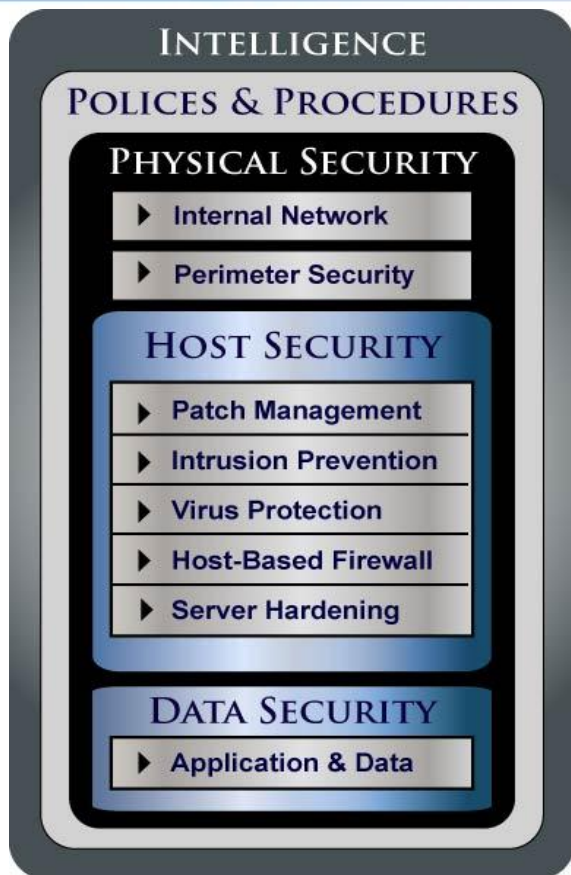 INTELLIGENCE
POLICES & PROCEDURES
PHYSICAL SECURITY
Internal Network
Perimeter Security
HOST SECURITY
Patch Management
Intrusion Prevention
Virus Protection
Host-Based Firewall
Server Hardening
DATA SECURITY
Application & Data